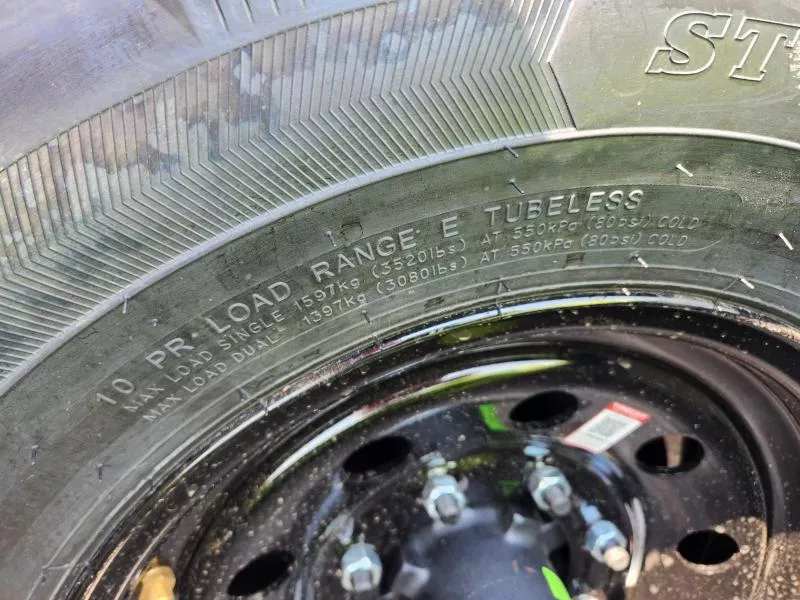 ST
10 PR LOAD RANGE E TUBELESS
MAX LOAD SINGLE 1597kg (3520lbs) AT 550kPa (80psi) COLD
MAX LOAD DUAL 1397kg (3080lbs) AT 550kPa (80psi) COLD